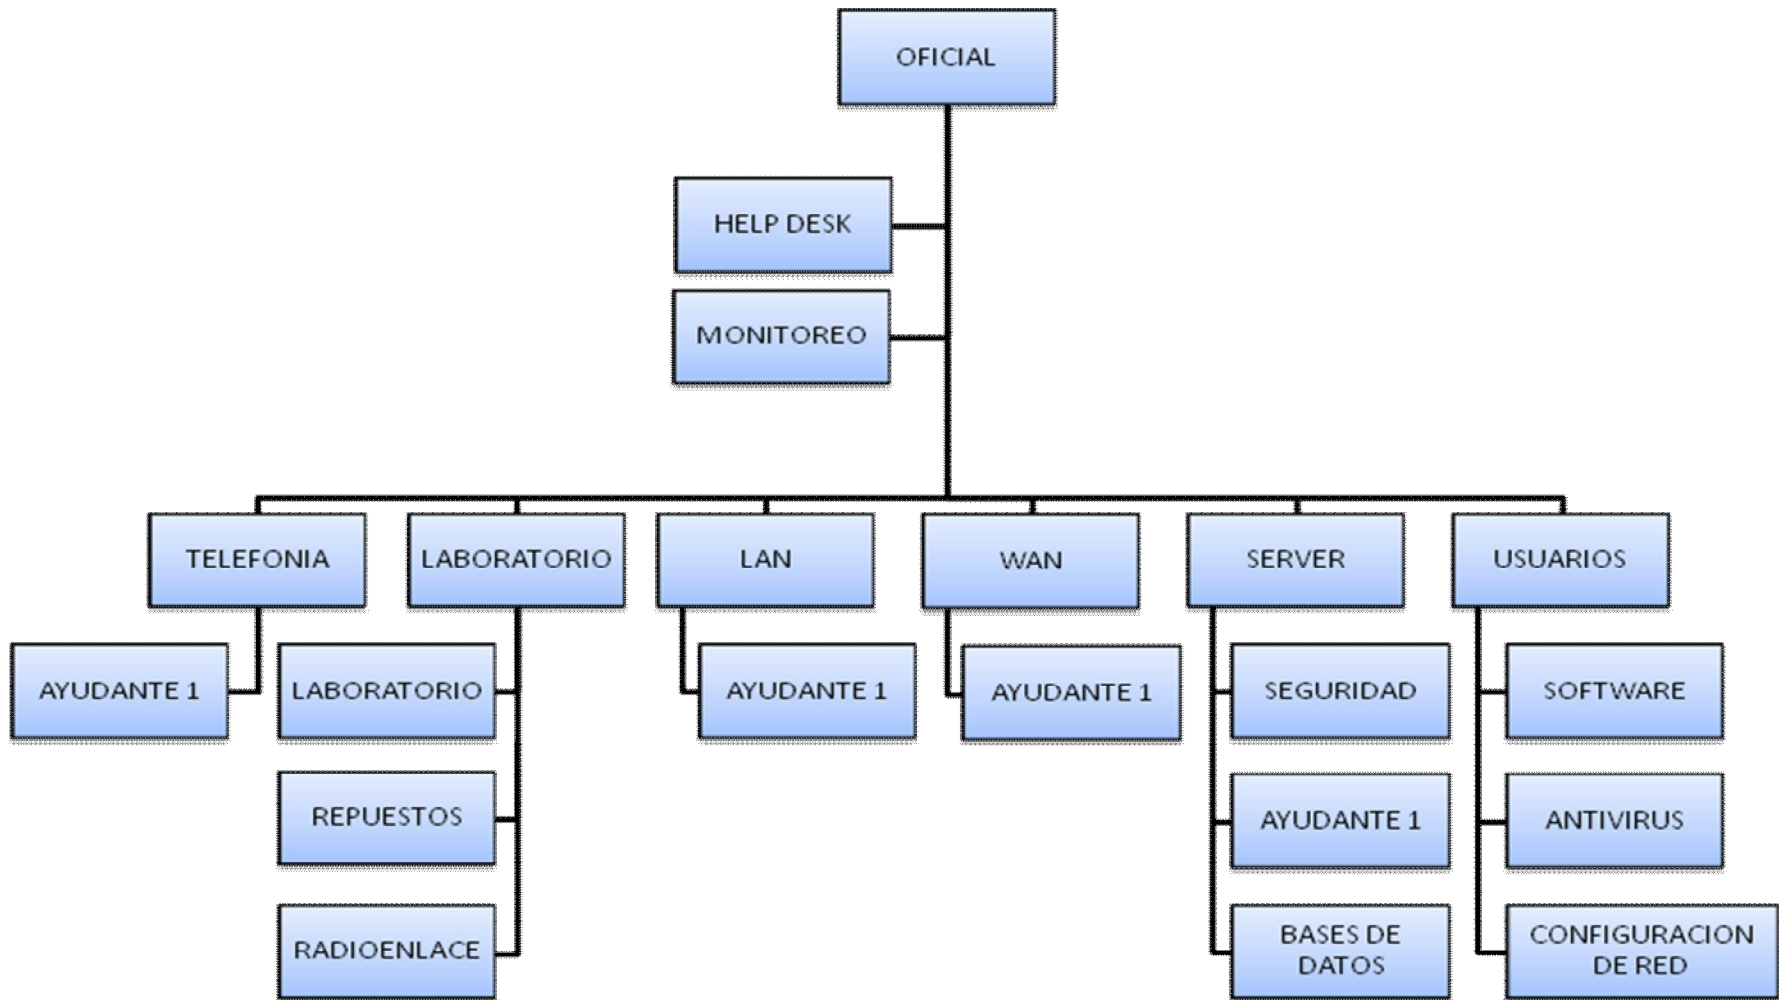 OFICIAL
HELP DESK
MONITOREO
TELEFONIA
LABORATORIO
LAN
WAN
SERVER
USUARIOS
AYUDANTE 1
LABORATORIO
AYUDANTE 1
AYUDANTE 1
SEGURIDAD
SOFTWARE
REPUESTOS
AYUDANTE 1
ANTIVIRUS
RADIOENLACE
BASES DE
DATOS
CONFIGURACION
DE RED